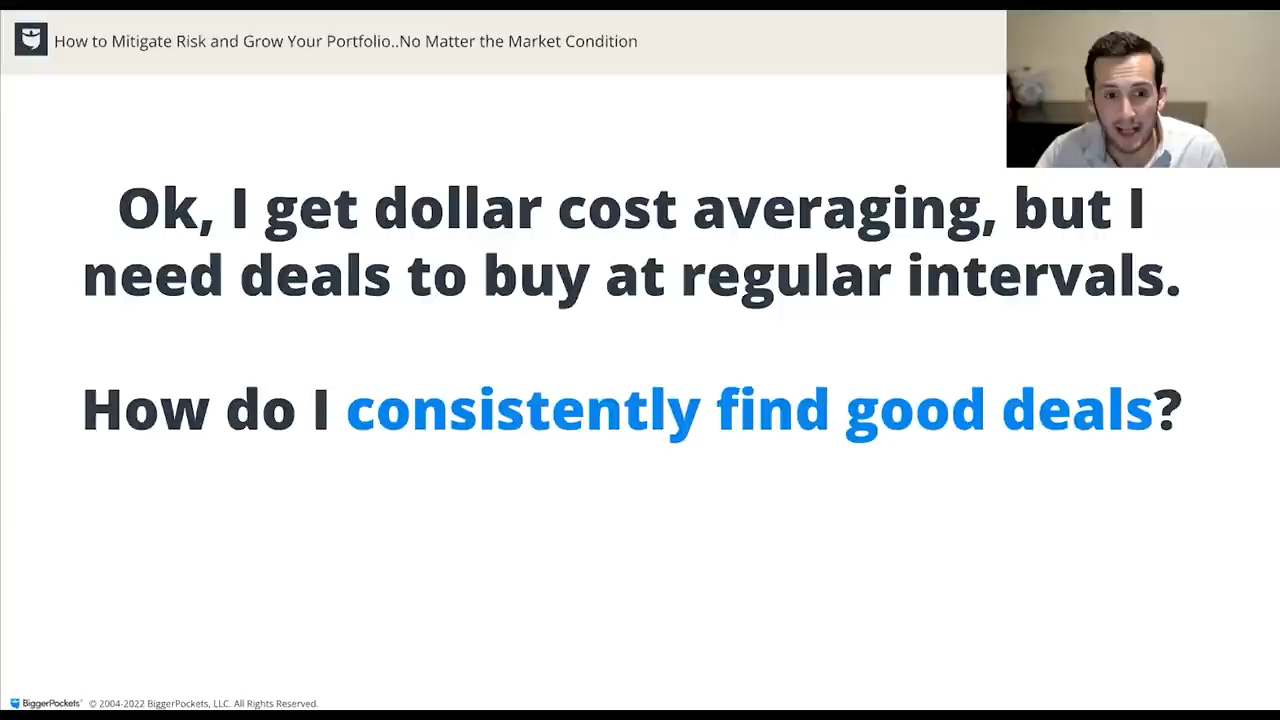 How to Mitigate Risk and Grow Your Portfolio..No Matter the Market Condition
Ok, I get dollar cost averaging, but I
need deals to buy at regular intervals.
How do I consistently find good deals?
BiggerPockets © 2004-2022 BiggerPockets, LLC. All Rights Reserved.